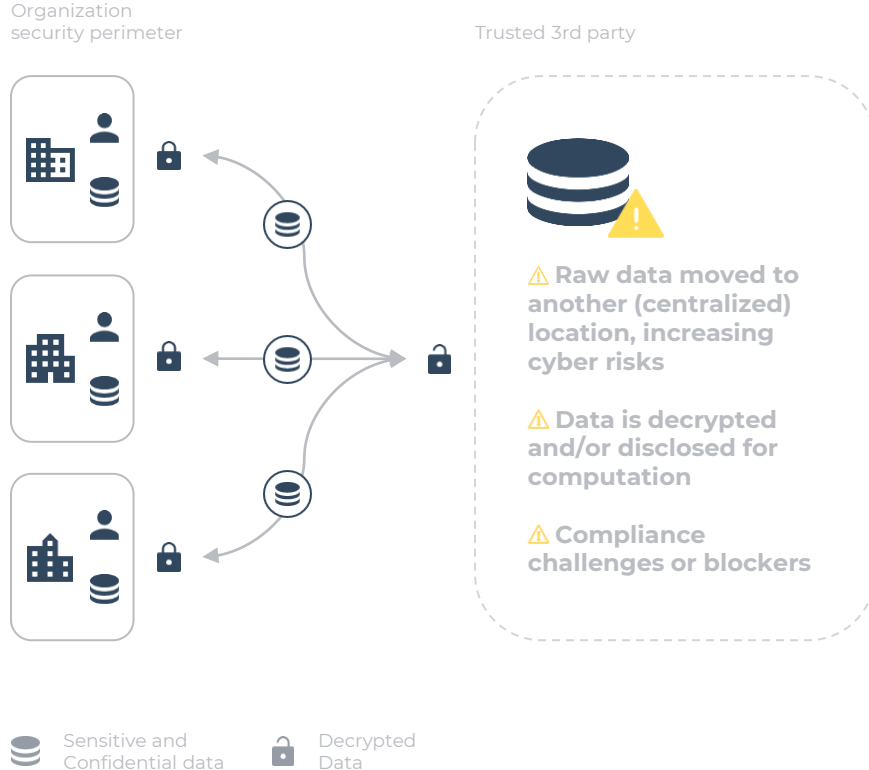 Organization
security perimeter
Trusted 3rd party
Raw data moved to
another (centralized)
location, increasing
cyber risks
Data is decrypted
and/or disclosed for
computation
Compliance
challenges or blockers
Sensitive and
Confidential data
Decrypted
Data